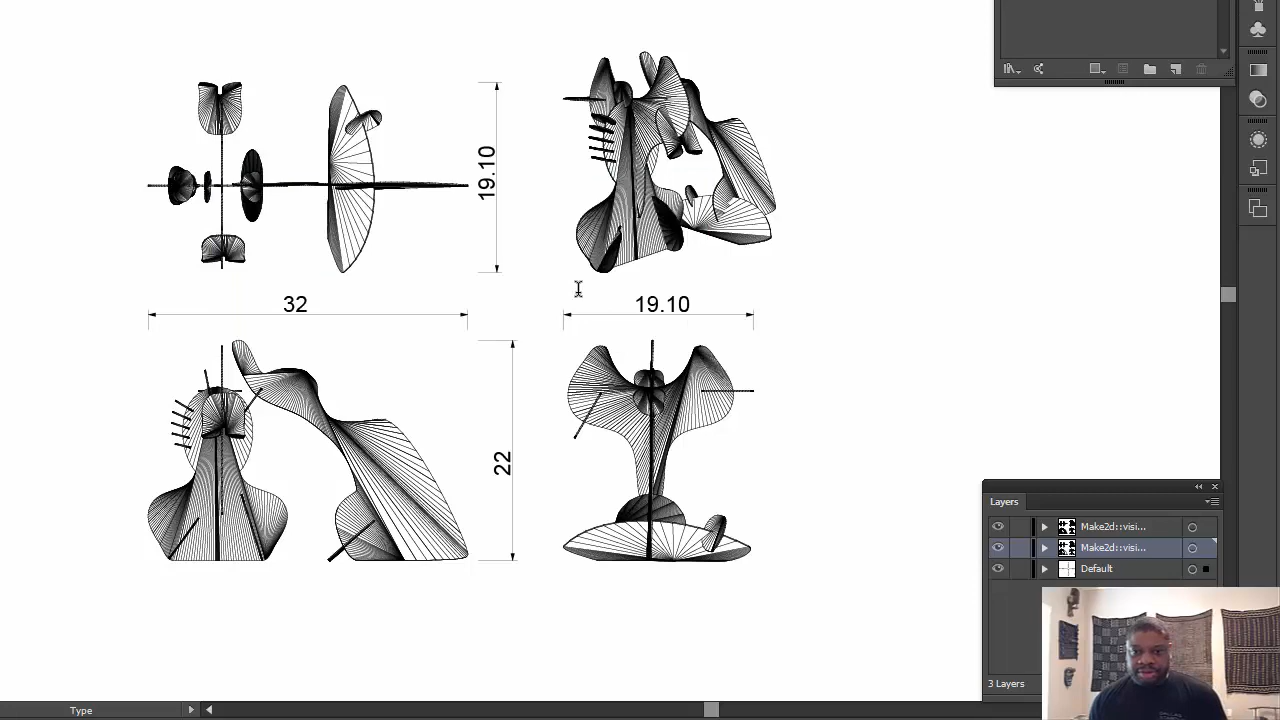 19.10
32
19.10
22
Layers
Make2d::visi...
Make2d::visi...
Default
3 Layers
Type